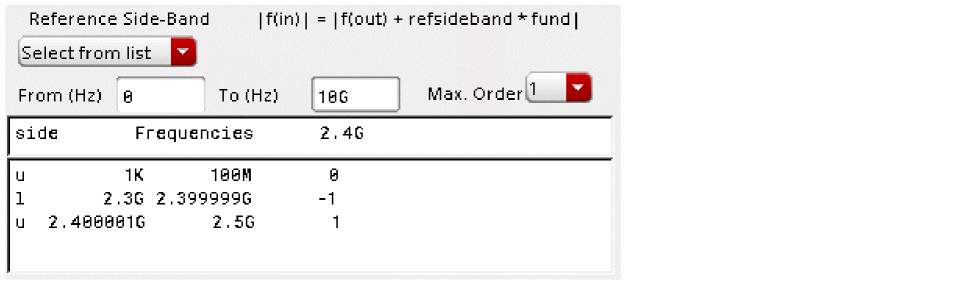 Reference Side-Band |f(in)| = |f(out) + refsideband * fund|
Select from list
From (Hz) 0 To (Hz) 10G Max. Order 1
side Frequencies 2.4G
u 1K 100M 0
l 2.3G 2.399999G -1
u 2.400001G 2.5G 1